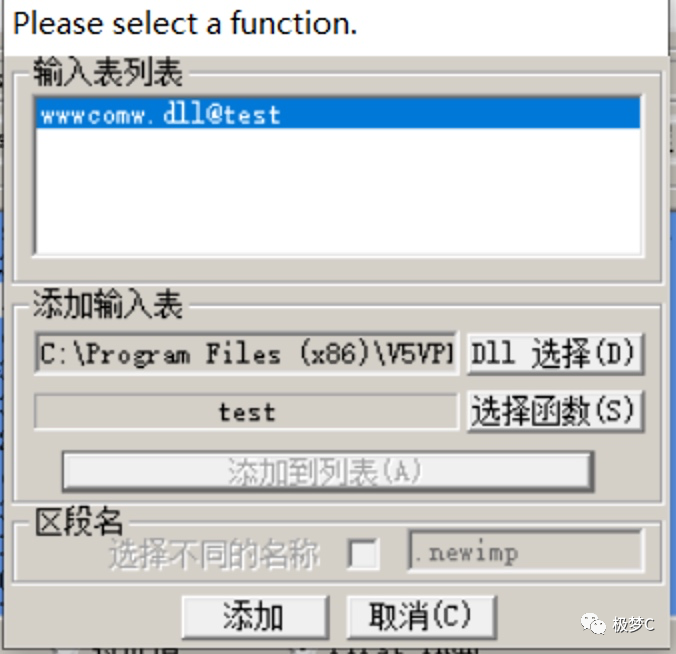 Please select a function.
输入表列表
wwwcomw.dll@test
添加输入表
C:\Program Files (x86)\V5VP
Dll 选择(D)
test
选择函数(S)
添加到列表(A)
区段名
选择不同的名称
.newimp
添加
取消(C)
极梦C